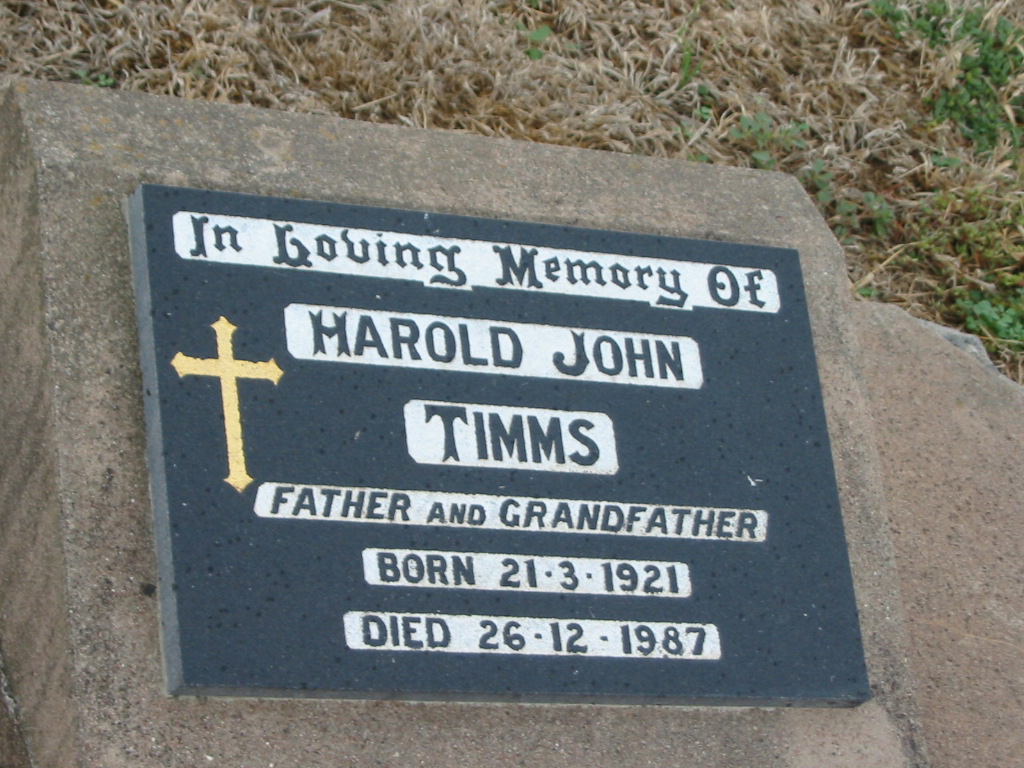 In Loving Memory Of
HAROLD JOHN
TIMMS
FATHER AND GRANDFATHER
BORN 21·3·1921
DIED 26·12·1987